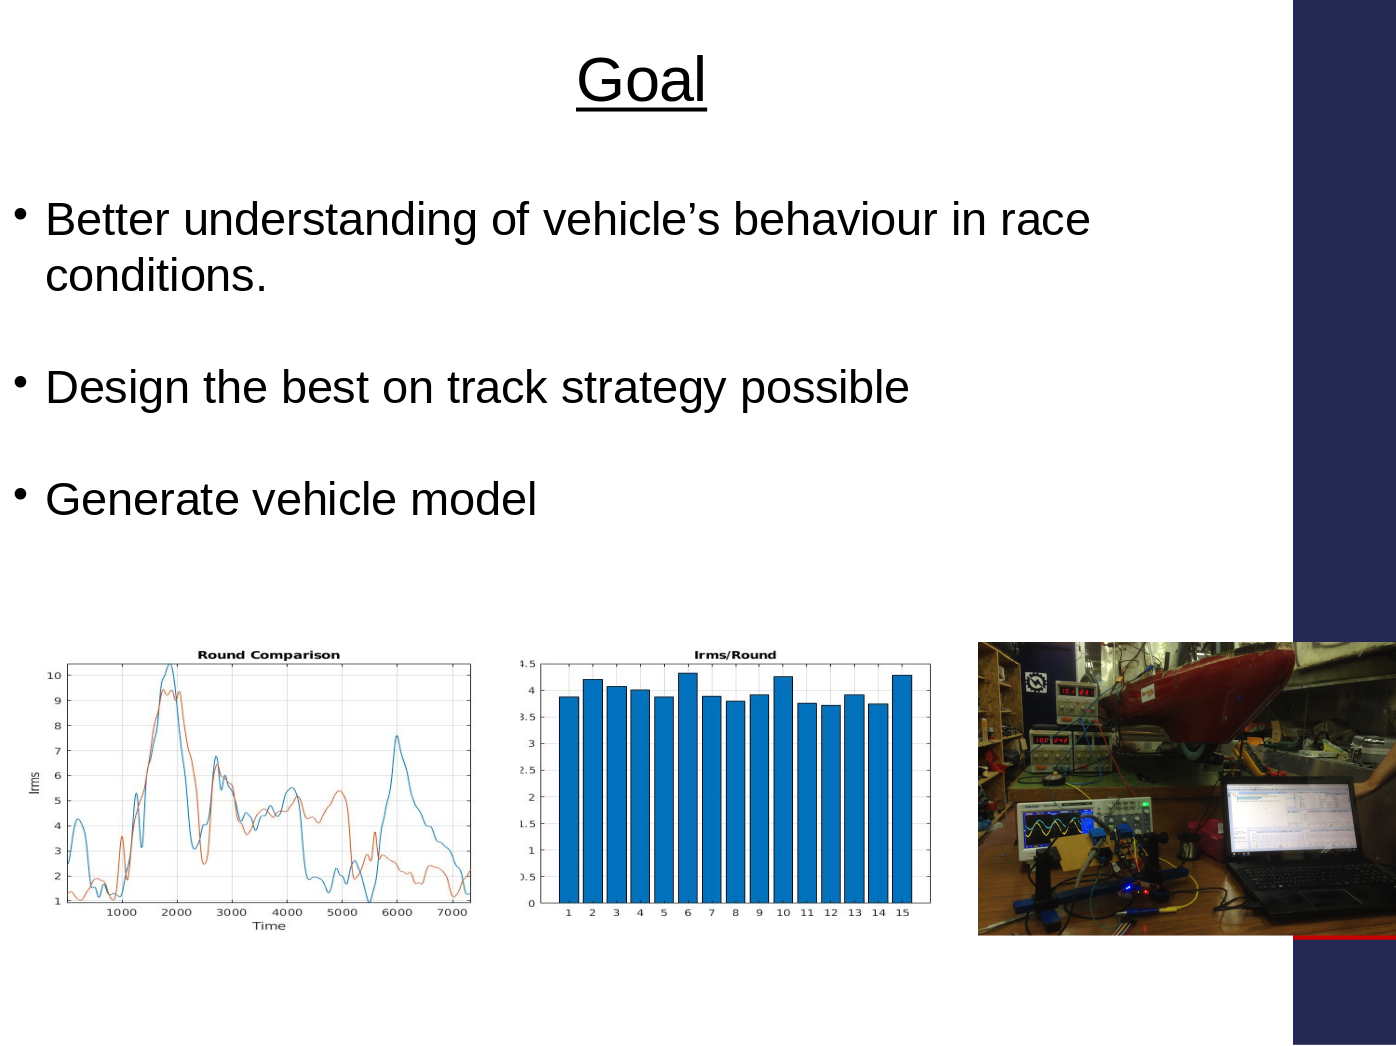 Goal
• Better understanding of vehicle’s behaviour in race
conditions.
• Design the best on track strategy possible
• Generate vehicle model
Round Comparison
Irms
10
9
8
7
6
5
4
3
2
1
1000 2000 3000 4000 5000 6000 7000
Time
Irms/Round
4.5
4
3.5
3
2.5
2
1.5
1
0.5
0
1 2 3 4 5 6 7 8 9 10 11 12 13 14 15